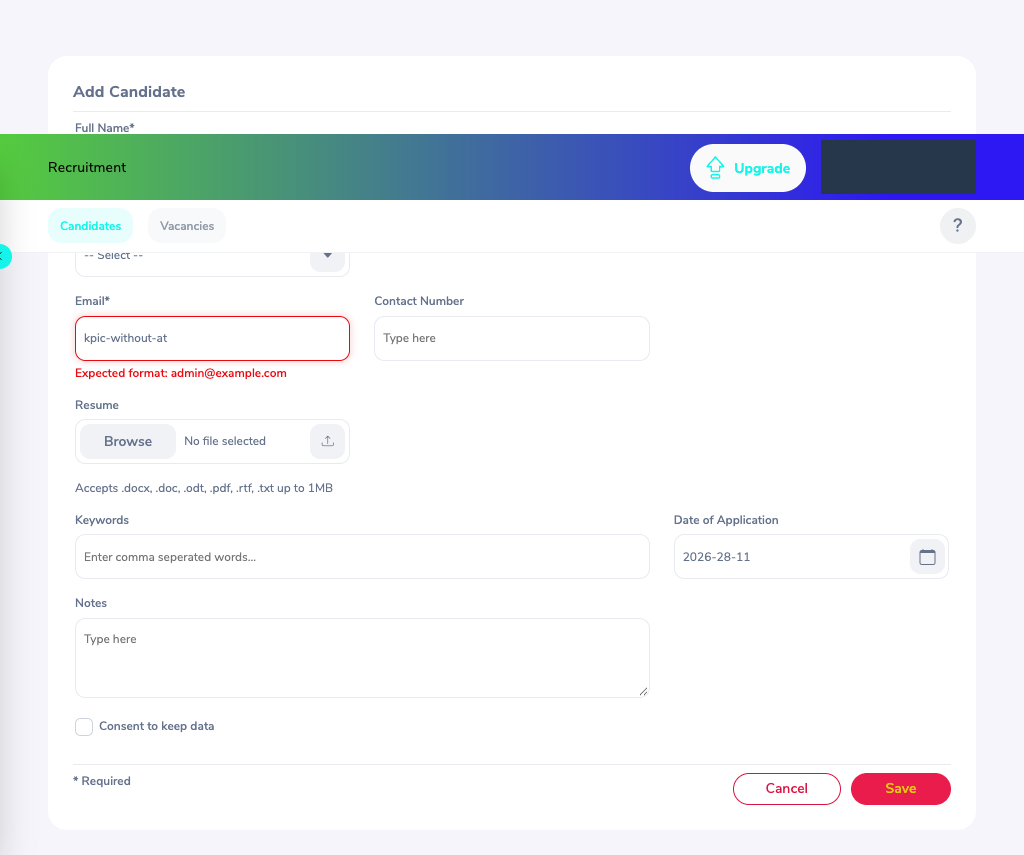 Add Candidate
Full Name*
Recruitment
Upgrade
Candidates
Vacancies
?
-- Select --
Email*
Contact Number
kpic-without-at
Type here
Expected format: admin@example.com
Resume
Browse
No file selected
Accepts .docx, .doc, .odt, .pdf, .rtf, .txt up to 1MB
Keywords
Date of Application
Enter comma seperated words...
2026-28-11
Notes
Type here
Consent to keep data
* Required
Cancel
Save